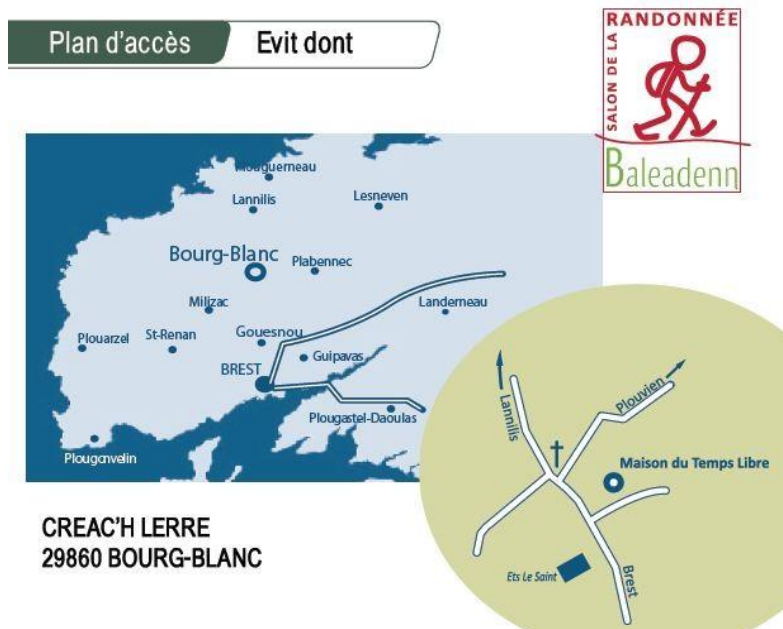 Plan d'accès
Evit dont
SALON DE LA
RANDONNÉE
Baleadenn
Plouguerneau
Lannilis
Lesneven
Bourg-Blanc
Plabennec
Milizac
Landerneau
Plouarzel
St-Renan
Gouesnou
Guipavas
BREST
Plougastel-Daoulas
Plougonvelin
Lannilis
Plouvien
Maison du Temps Libre
Ets Le Saint
Brest
CREAC'H LERRE
29860 BOURG-BLANC